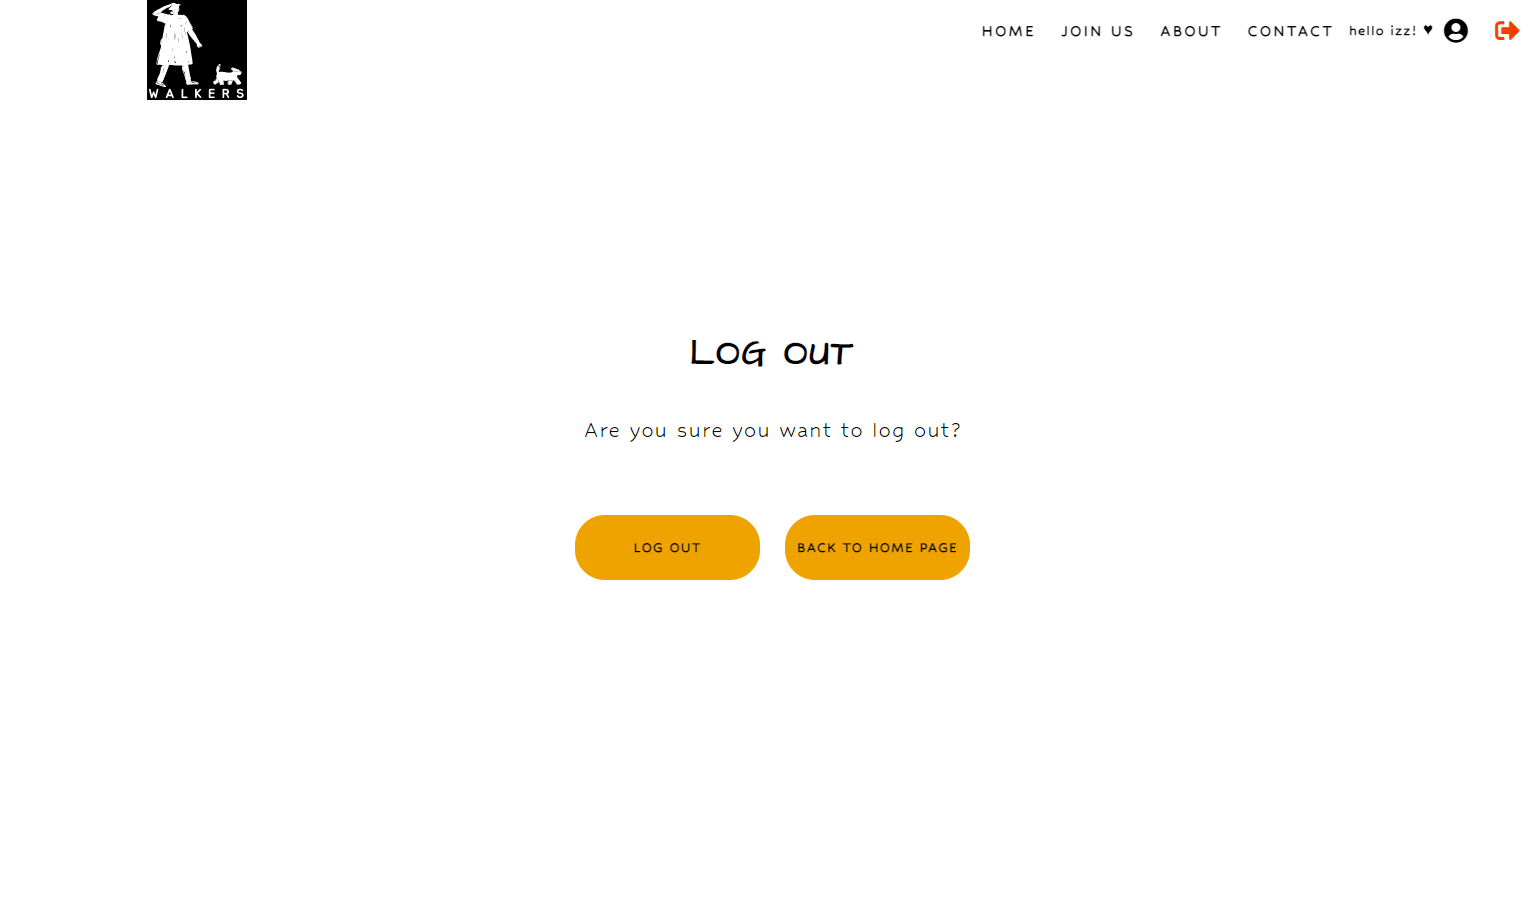 WALKERS
HOME JOIN US ABOUT CONTACT hello izz! ♥
LOG OUT
Are you sure you want to log out?
LOG OUT BACK TO HOME PAGE